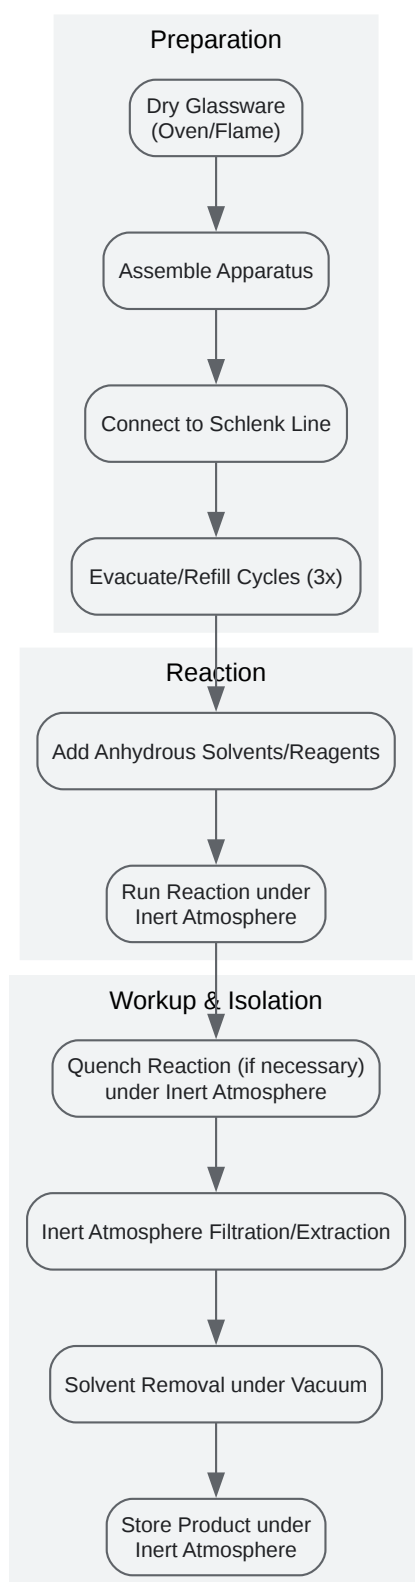 Preparation
Dry Glassware
(Oven/Flame)
Assemble Apparatus
Connect to Schlenk Line
Evacuate/Refill Cycles (3x)
Reaction
Add Anhydrous Solvents/Reagents
Run Reaction under
Inert Atmosphere
Workup & Isolation
Quench Reaction (if necessary)
under Inert Atmosphere
Inert Atmosphere Filtration/Extraction
Solvent Removal under Vacuum
Store Product under
Inert Atmosphere